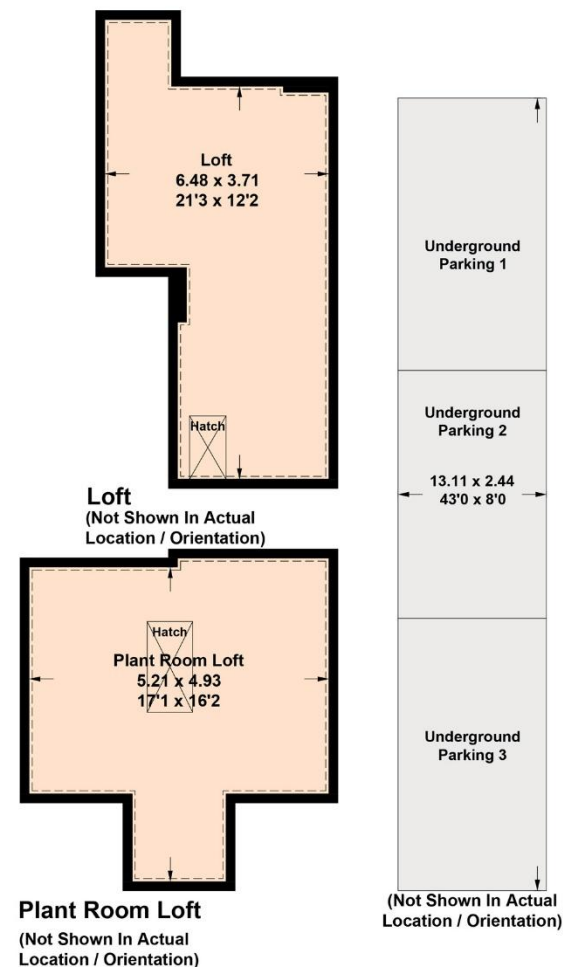 Loft
6.48 x 3.71
21'3 x 12'2
Hatch
Loft
(Not Shown In Actual
Location / Orientation)
Hatch
Plant Room Loft
5.21 x 4.93
17'1 x 16'2
Plant Room Loft
(Not Shown In Actual
Location / Orientation)
Underground
Parking 1
Underground
Parking 2
13.11 x 2.44
43'0 x 8'0
Underground
Parking 3
(Not Shown In Actual
Location / Orientation)